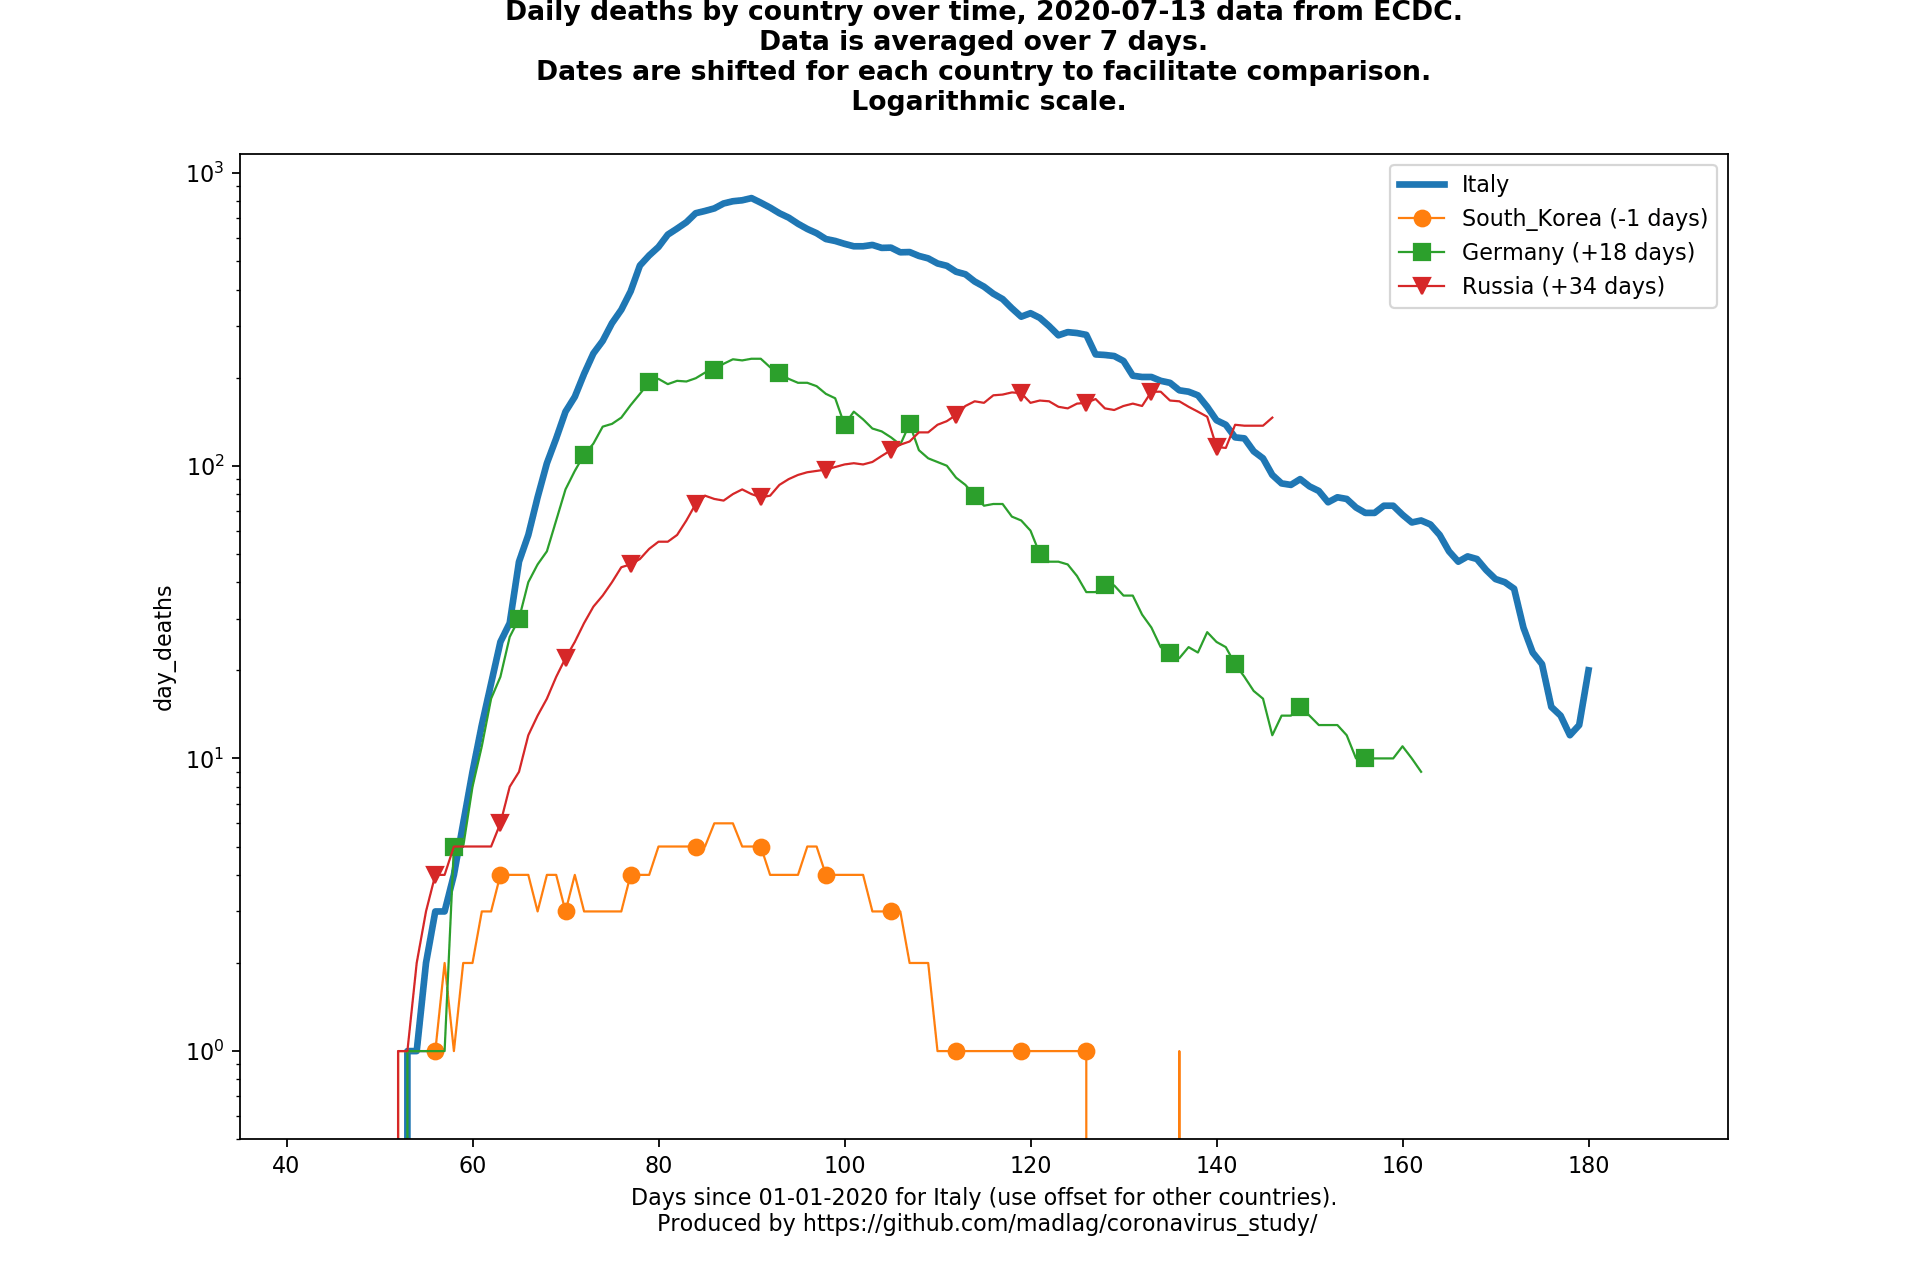 Daily deaths by country over time, 2020-07-13 data from ECDC.
Data is averaged over 7 days.
Dates are shifted for each country to facilitate comparison.
Logarithmic scale.
10³
10²
10¹
10⁰
day_deaths
Italy
South_Korea (-1 days)
Germany (+18 days)
Russia (+34 days)
40 60 80 100 120 140 160 180
Days since 01-01-2020 for Italy (use offset for other countries).
Produced by https://github.com/madlag/coronavirus_study/